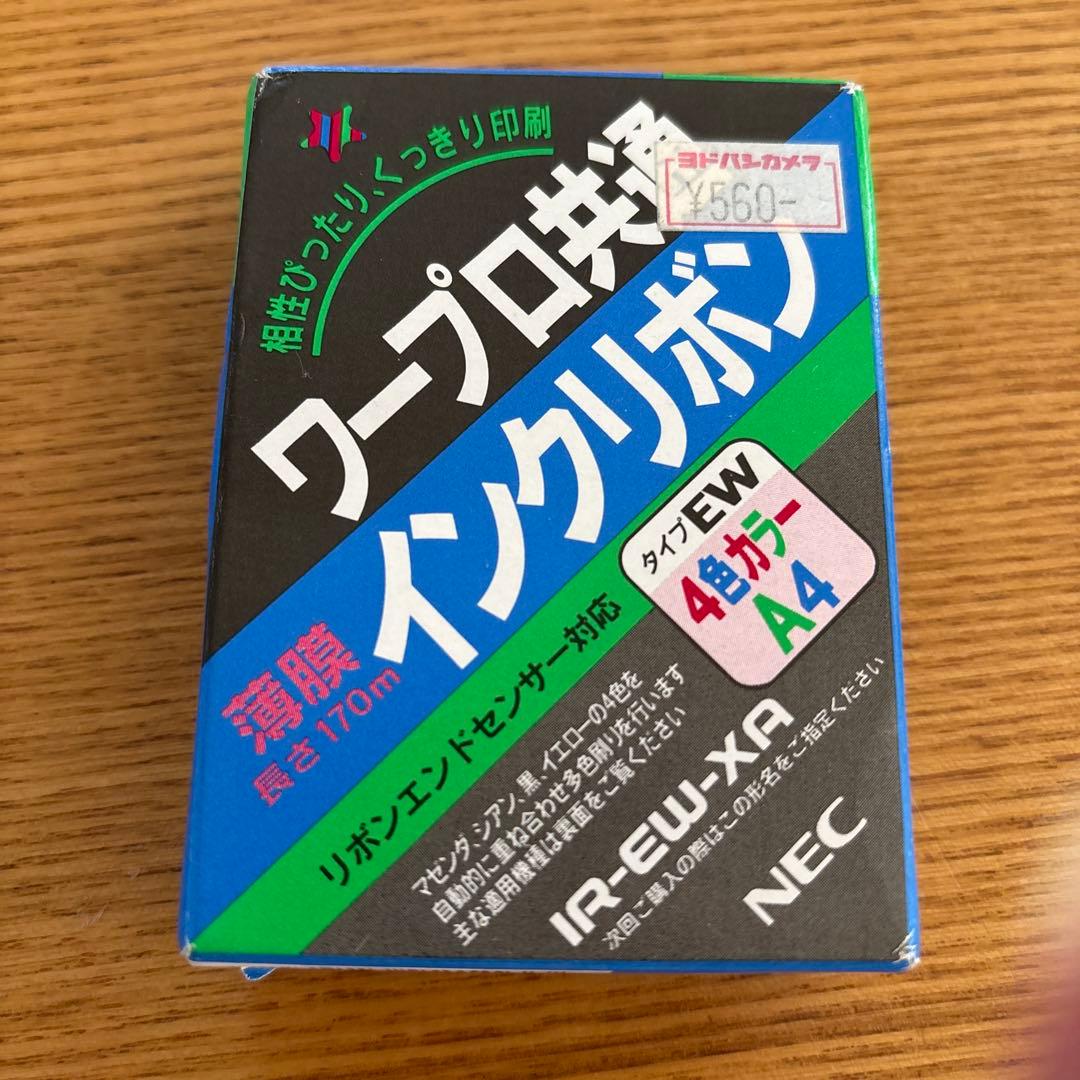 相性ぴったり、くっきり印刷
ヨドバシカメラ
¥560-
ワープロ共通
インクリボン
薄膜
長さ170m
リボンエンドセンサー対応
タイプEW
4色カラー
A4
マゼンダ、シアン、黒、イエローの4色を
自動的に重ね合わせ多色刷りを行います
主な適用機種は裏面をご覧ください
IR-EW-XA
次回ご購入の際はこの形名をご指定ください
NEC